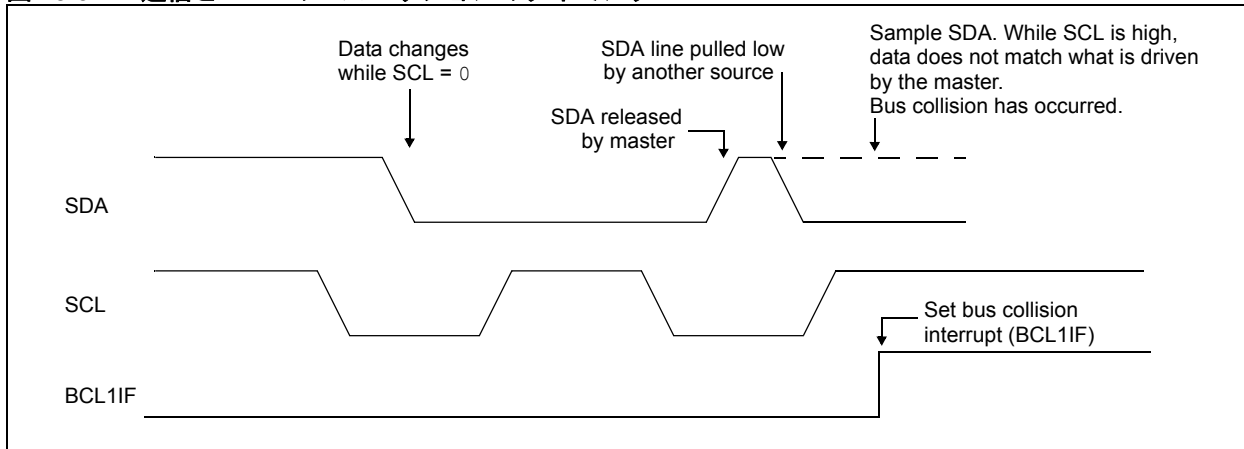 Data changes
while SCL = 0
SDA line pulled low
by another source
Sample SDA. While SCL is high,
data does not match what is driven
by the master.
Bus collision has occurred.
SDA released
by master
SDA
SCL
Set bus collision
interrupt (BCL1IF)
BCL1IF